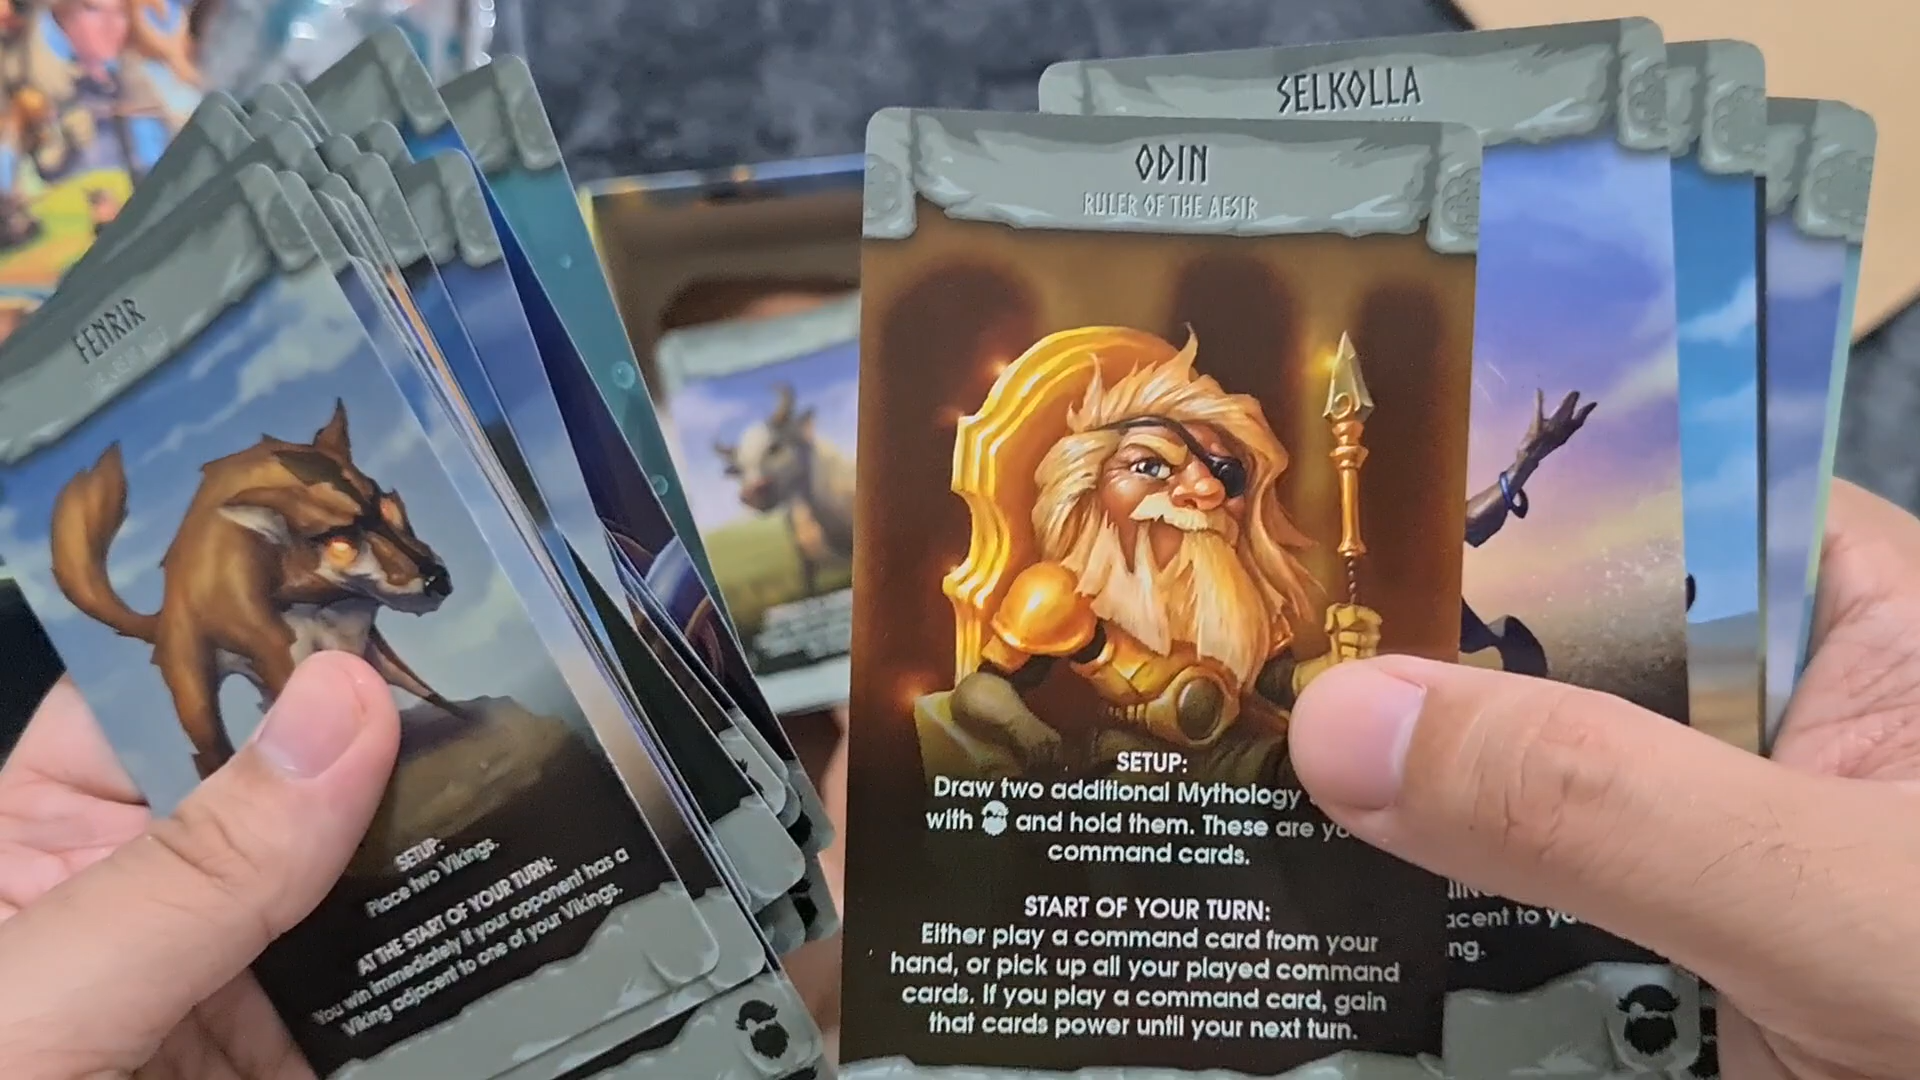 FENRIR
SETUP:
Place two Vikings.
AT THE START OF YOUR TURN:
You win immediately if your opponent has a
Viking adjacent to one of your Vikings.
ODIN
RULER OF THE AESIR
SETUP:
Draw two additional Mythology
with and hold them. These are
command cards.
START OF YOUR TURN:
Either play a command card from your
hand, or pick up all your played command
cards. If you play a command card, gain
that cards power until your next turn.
SELKOLLA
to